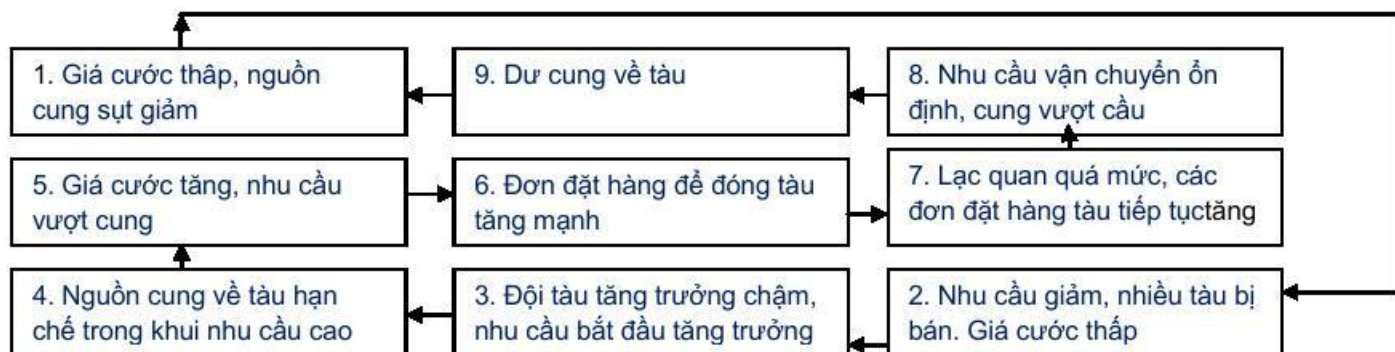 1. Giá cước thâp, nguồn
cung sụt giảm
9. Dư cung về tàu
8. Nhu cầu vận chuyển ổn
định, cung vượt cầu
5. Giá cước tăng, nhu cầu
vượt cung
6. Đơn đặt hàng để đóng tàu
tăng mạnh
7. Lạc quan quá mức, các
đơn đặt hàng tàu tiếp tụctăng
4. Nguồn cung về tàu hạn
chế trong khui nhu cầu cao
3. Đội tàu tăng trưởng chậm,
nhu cầu bắt đầu tăng trưởng
2. Nhu cầu giảm, nhiều tàu bị
bán. Giá cước thấp